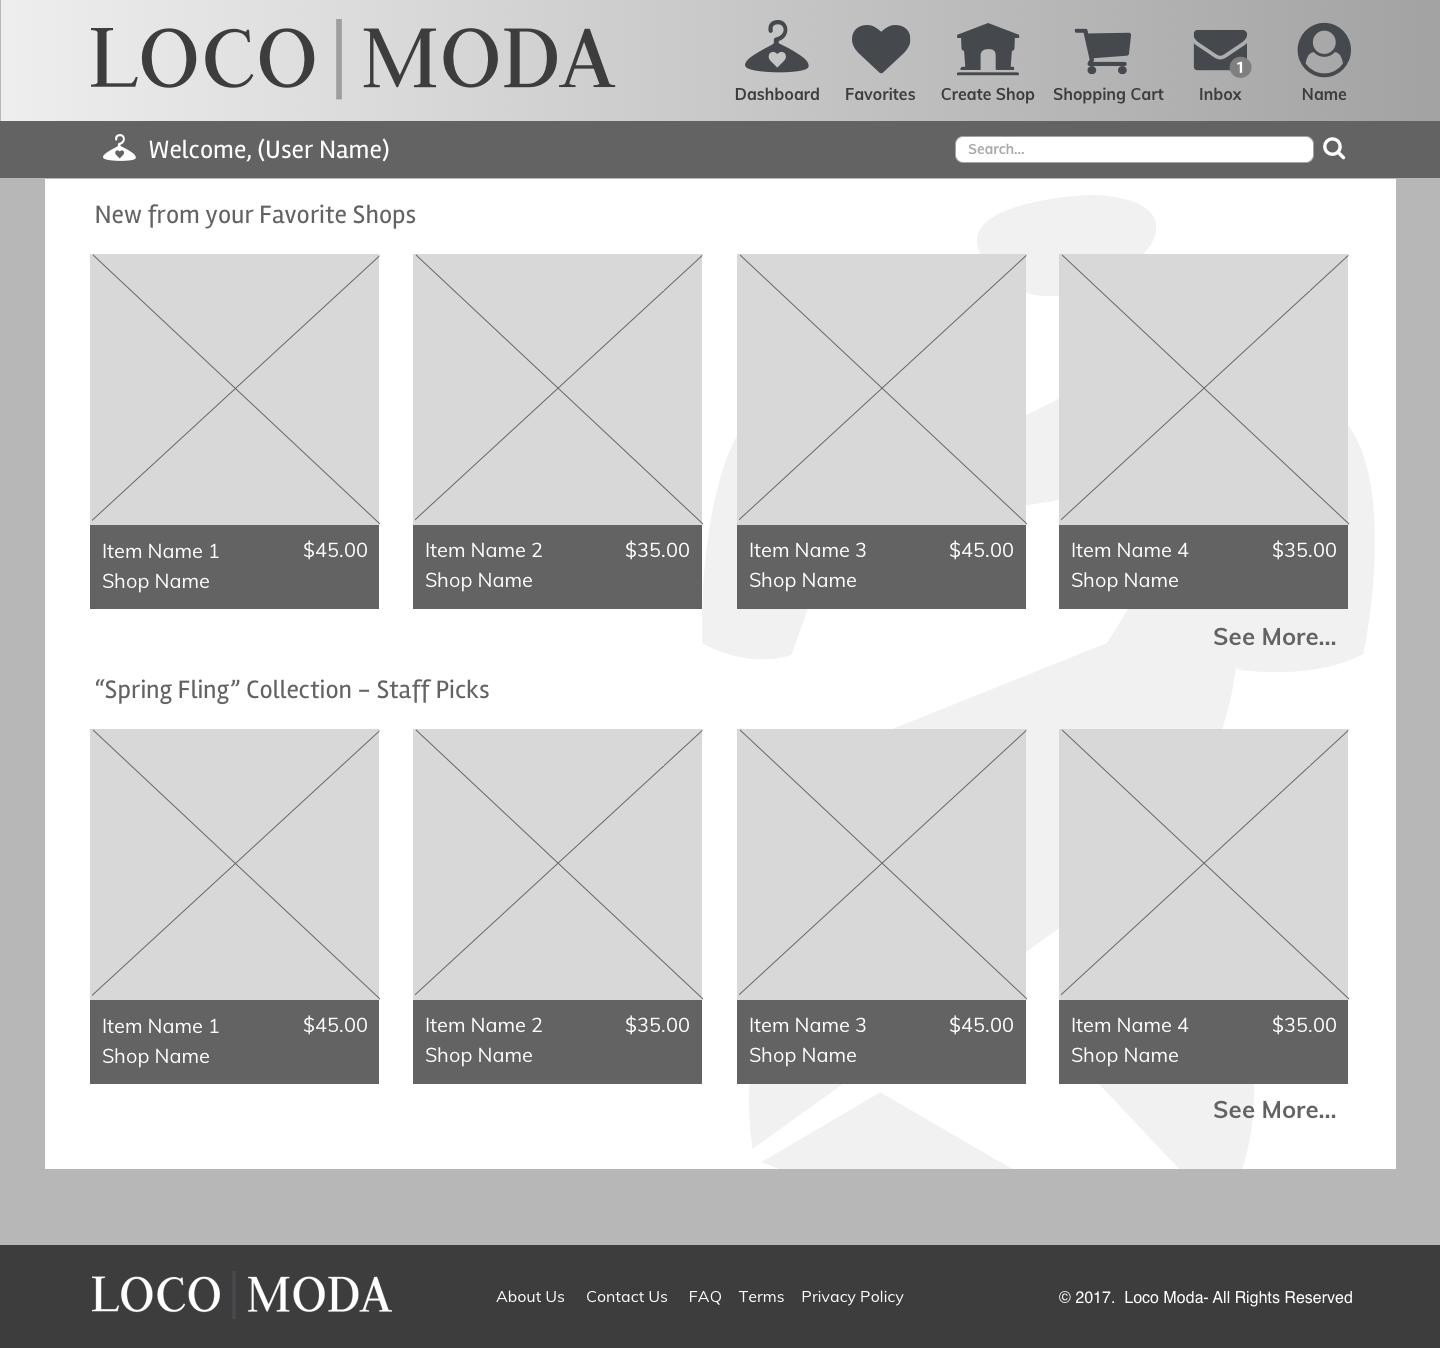 LOCO | MODA
Dashboard Favorites Create Shop Shopping Cart Inbox 1 Name
Welcome, (User Name) Search...
New from your Favorite Shops
Item Name 1 $45.00 Item Name 2 $35.00 Item Name 3 $45.00 Item Name 4 $35.00
Shop Name Shop Name Shop Name Shop Name
See More...
“Spring Fling” Collection – Staff Picks
Item Name 1 $45.00 Item Name 2 $35.00 Item Name 3 $45.00 Item Name 4 $35.00
Shop Name Shop Name Shop Name Shop Name
See More...
LOCO | MODA About Us Contact Us FAQ Terms Privacy Policy © 2017. Loco Moda- All Rights Reserved